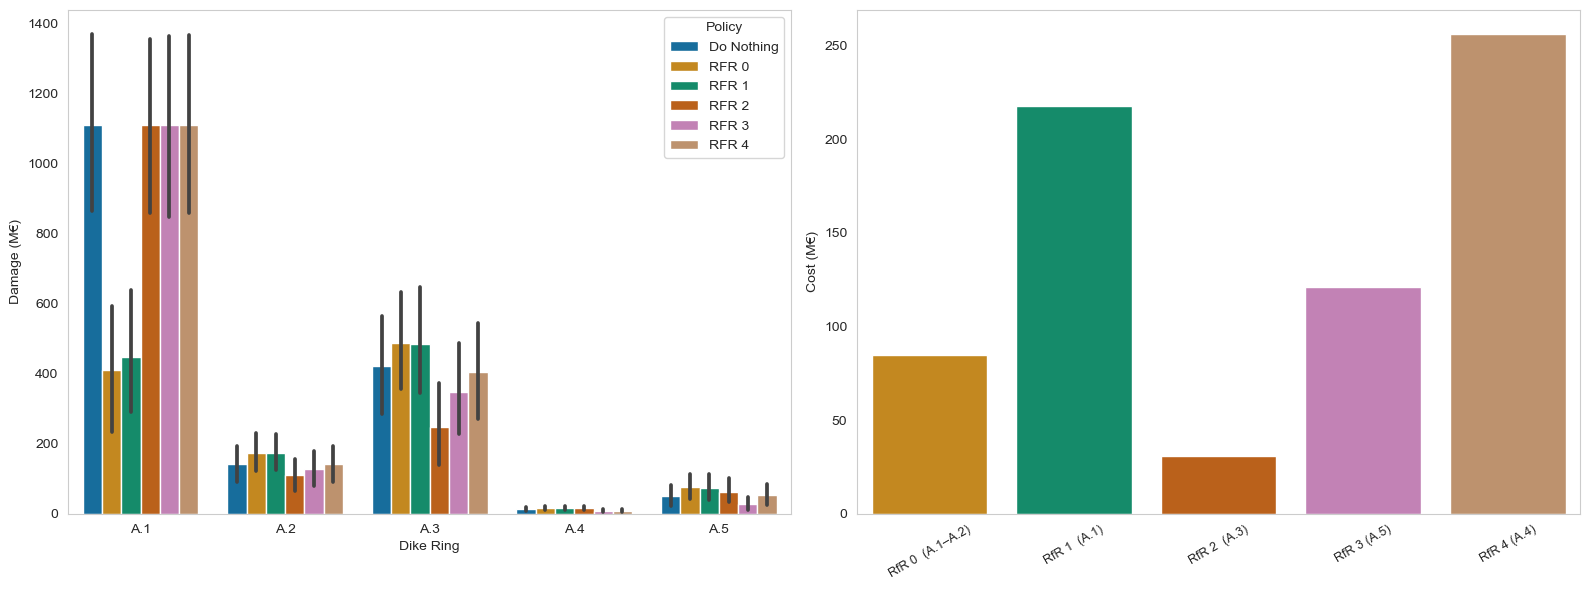 1400
1200
1000
800
600
400
200
0
Damage (M€)
A.1
A.2
A.3
A.4
A.5
Dike Ring
Policy
Do Nothing
RFR 0
RFR 1
RFR 2
RFR 3
RFR 4
250
200
150
100
50
0
Cost (M€)
RfR 0  (A.1–A.2)
RfR 1  (A.1)
RfR 2  (A.3)
RfR 3 (A.5)
RfR 4 (A.4)